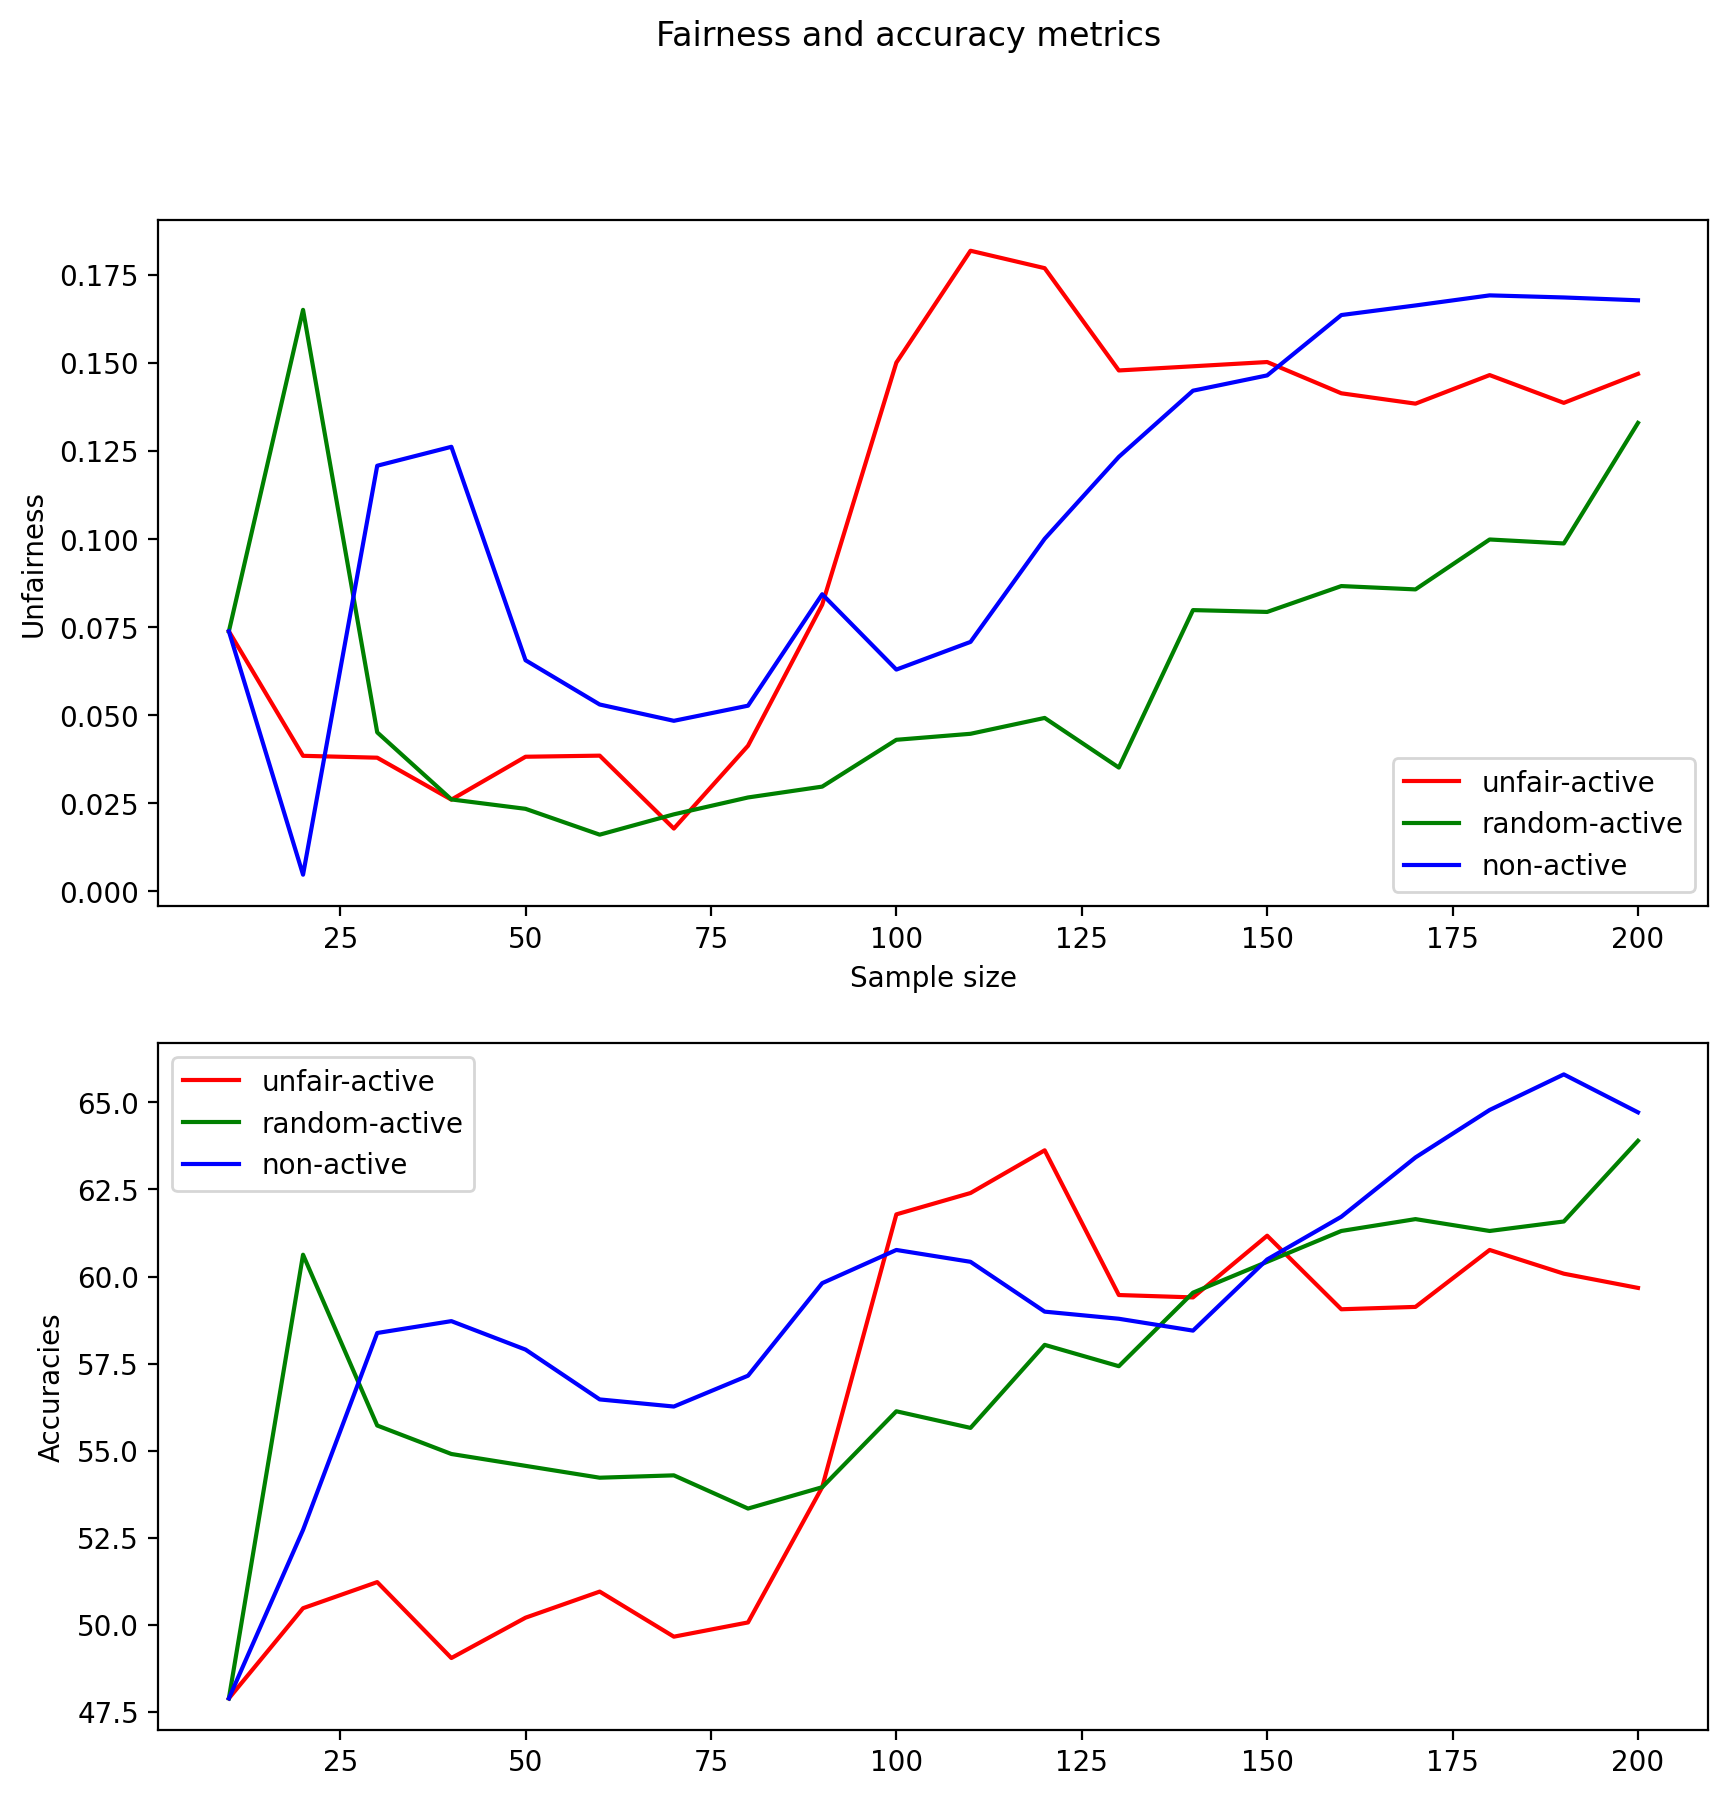 Fairness and accuracy metrics
0.175
0.150
0.125
0.100
0.075
0.050
0.025
0.000
Unfairness
unfair-active
random-active
non-active
25 50 75 100 125 150 175 200
Sample size
unfair-active
random-active
non-active
65.0
62.5
60.0
57.5
55.0
52.5
50.0
47.5
Accuracies
25 50 75 100 125 150 175 200